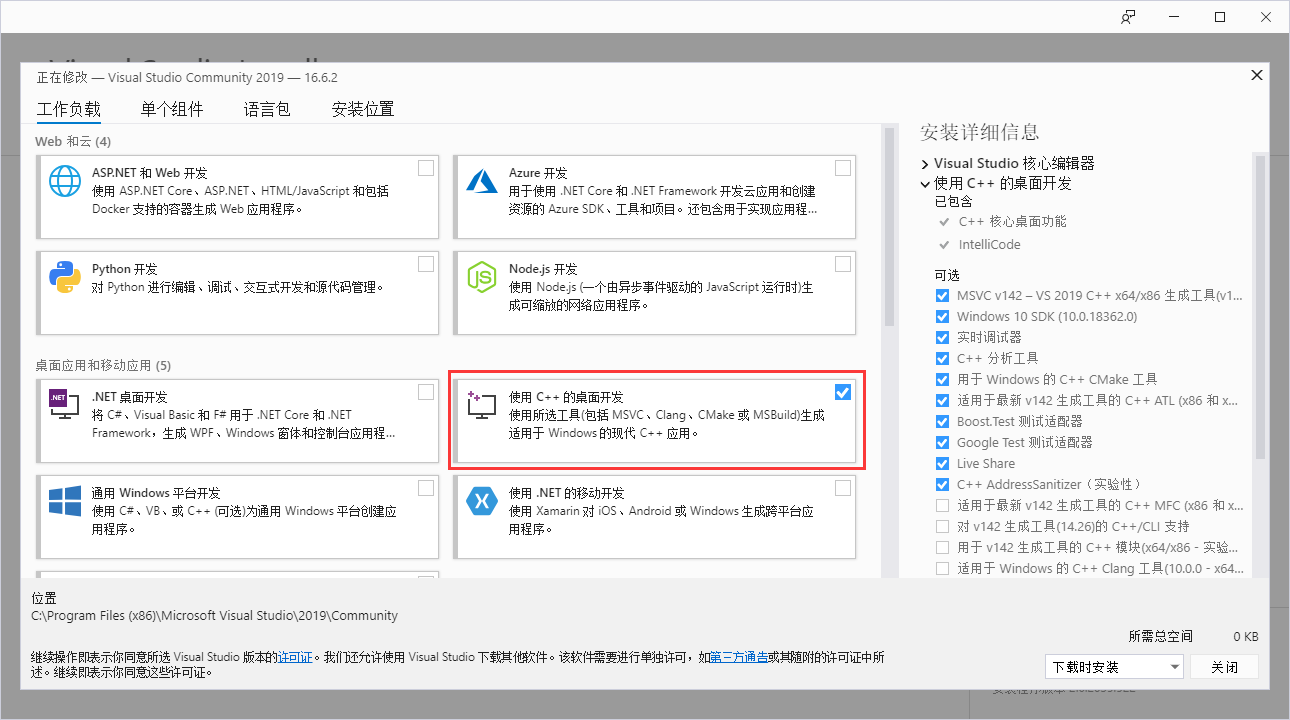 正在修改 — Visual Studio Community 2019 — 16.6.2
工作负载 单个组件 语言包 安装位置
Web 和云 (4)
ASP.NET 和 Web 开发
使用 ASP.NET Core、ASP.NET、HTML/JavaScript 和包括
Docker 支持的容器生成 Web 应用程序。
Azure 开发
用于使用 .NET Core 和 .NET Framework 开发云应用和创建
资源的 Azure SDK、工具和项目。还包含用于实现应用程...
Python 开发
对 Python 进行编辑、调试、交互式开发和源代码管理。
Node.js 开发
使用 Node.js (一个由异步事件驱动的 JavaScript 运行时)生
成可缩放的网络应用程序。
桌面应用和移动应用 (5)
.NET
.NET 桌面开发
将 C#、Visual Basic 和 F# 用于 .NET Core 和 .NET
Framework，生成 WPF、Windows 窗体和控制台应用程...
使用 C++ 的桌面开发
使用所选工具(包括 MSVC、Clang、CMake 或 MSBuild)生成
适用于 Windows 的现代 C++ 应用。
通用 Windows 平台开发
使用 C#、VB、或 C++ (可选)为通用 Windows 平台创建应
用程序。
使用 .NET 的移动开发
使用 Xamarin 对 iOS、Android 或 Windows 生成跨平台应
用程序。
安装详细信息
Visual Studio 核心编辑器
使用 C++ 的桌面开发
已包含
C++ 核心桌面功能
IntelliCode
可选
MSVC v142 – VS 2019 C++ x64/x86 生成工具(v1...
Windows 10 SDK (10.0.18362.0)
实时调试器
C++ 分析工具
用于 Windows 的 C++ CMake 工具
适用于最新 v142 生成工具的 C++ ATL (x86 和 x...
Boost.Test 测试适配器
Google Test 测试适配器
Live Share
C++ AddressSanitizer（实验性）
适用于最新 v142 生成工具的 C++ MFC (x86 和 x...
对 v142 生成工具(14.26)的 C++/CLI 支持
用于 v142 生成工具的 C++ 模块(x64/x86 - 实验...
适用于 Windows 的 C++ Clang 工具(10.0.0 - x64...
位置
C:\Program Files (x86)\Microsoft Visual Studio\2019\Community
继续操作即表示你同意所选 Visual Studio 版本的许可证。我们还允许使用 Visual Studio 下载其他软件。该软件需要进行单独许可，如第三方通告或其随附的许可证中所
述。继续即表示你同意这些许可证。
所需总空间 0 KB
下载时安装 关闭